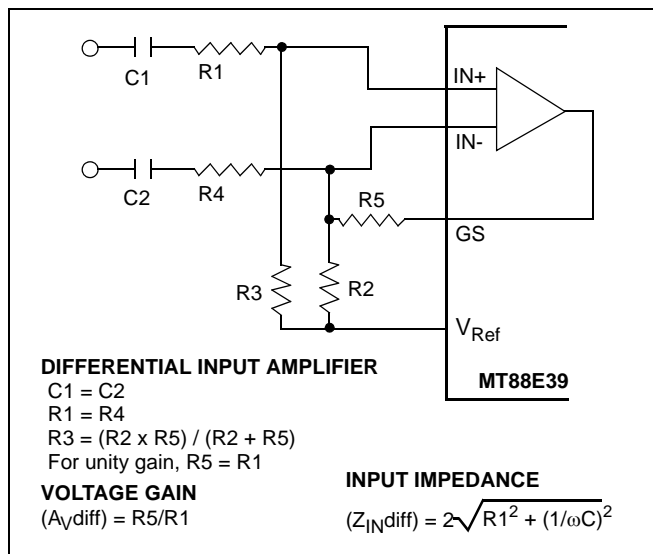 C1
R1
IN+
IN-
C2
R4
R5
GS
R3
R2
VRef
MT88E39
DIFFERENTIAL INPUT AMPLIFIER
C1 = C2
R1 = R4
R3 = (R2 x R5) / (R2 + R5)
For unity gain, R5 = R1
VOLTAGE GAIN
(AVdiff) = R5/R1
INPUT IMPEDANCE
(ZINdiff) = 2√R1² + (1/ωC)²